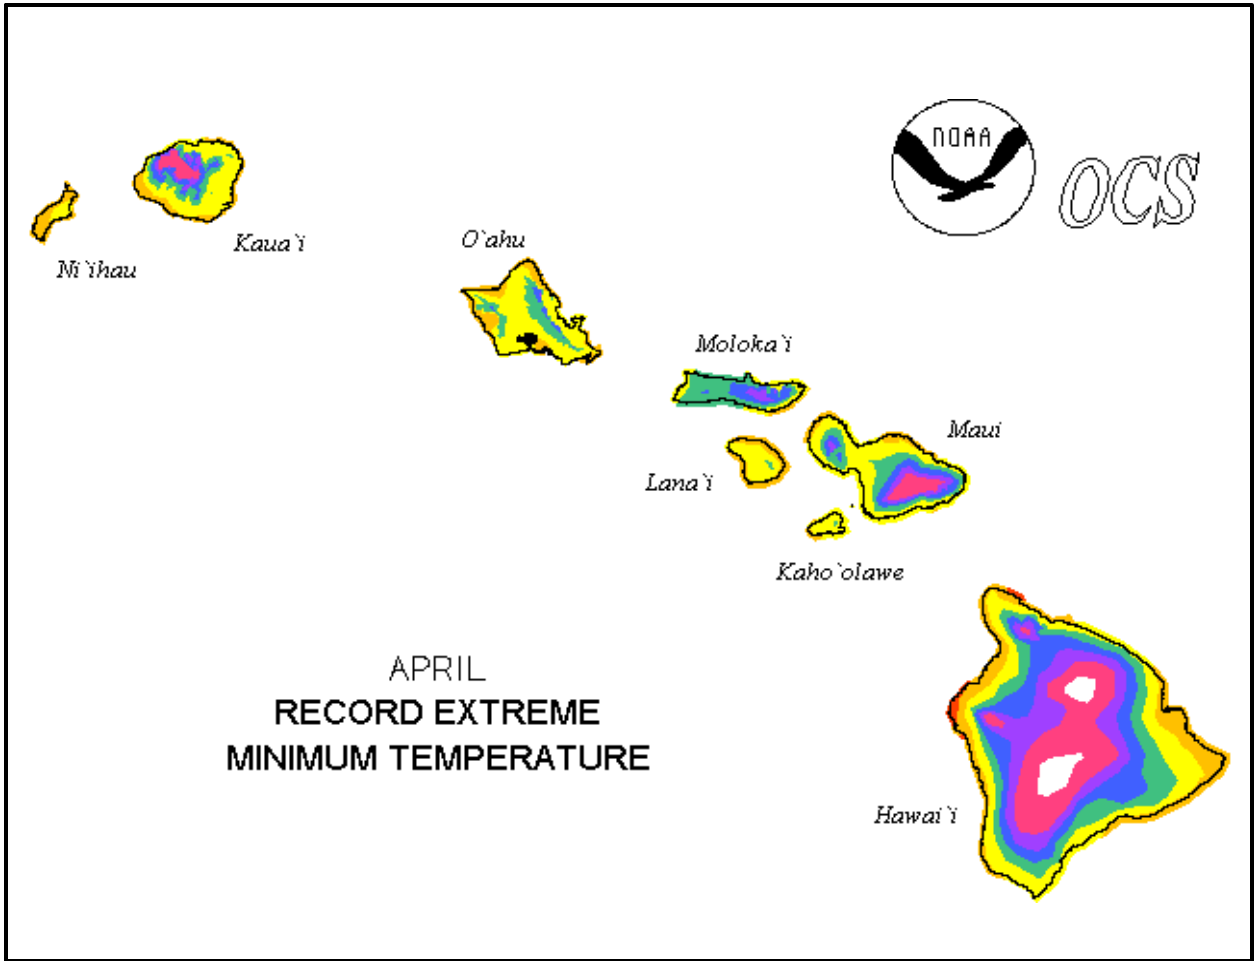 NOAA
OCS
Kaua`i
O`ahu
Ni`ihau
Moloka`i
Maui
Lana`i
Kaho`olawe
APRIL
RECORD EXTREME
MINIMUM TEMPERATURE
Hawai`i